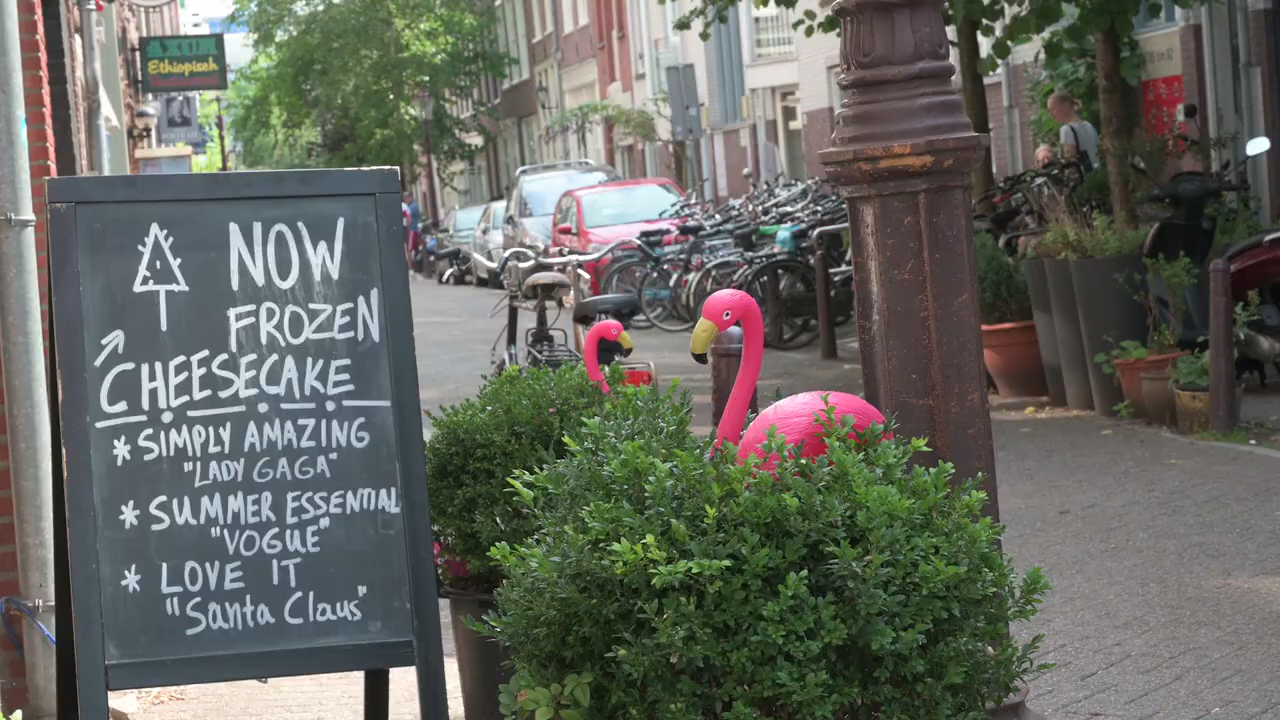 AXUM
Ethiopisch
NOW
FROZEN
CHEESECAKE
* SIMPLY AMAZING
"LADY GAGA"
* SUMMER ESSENTIAL
"VOGUE"
* LOVE IT
"Santa Claus"